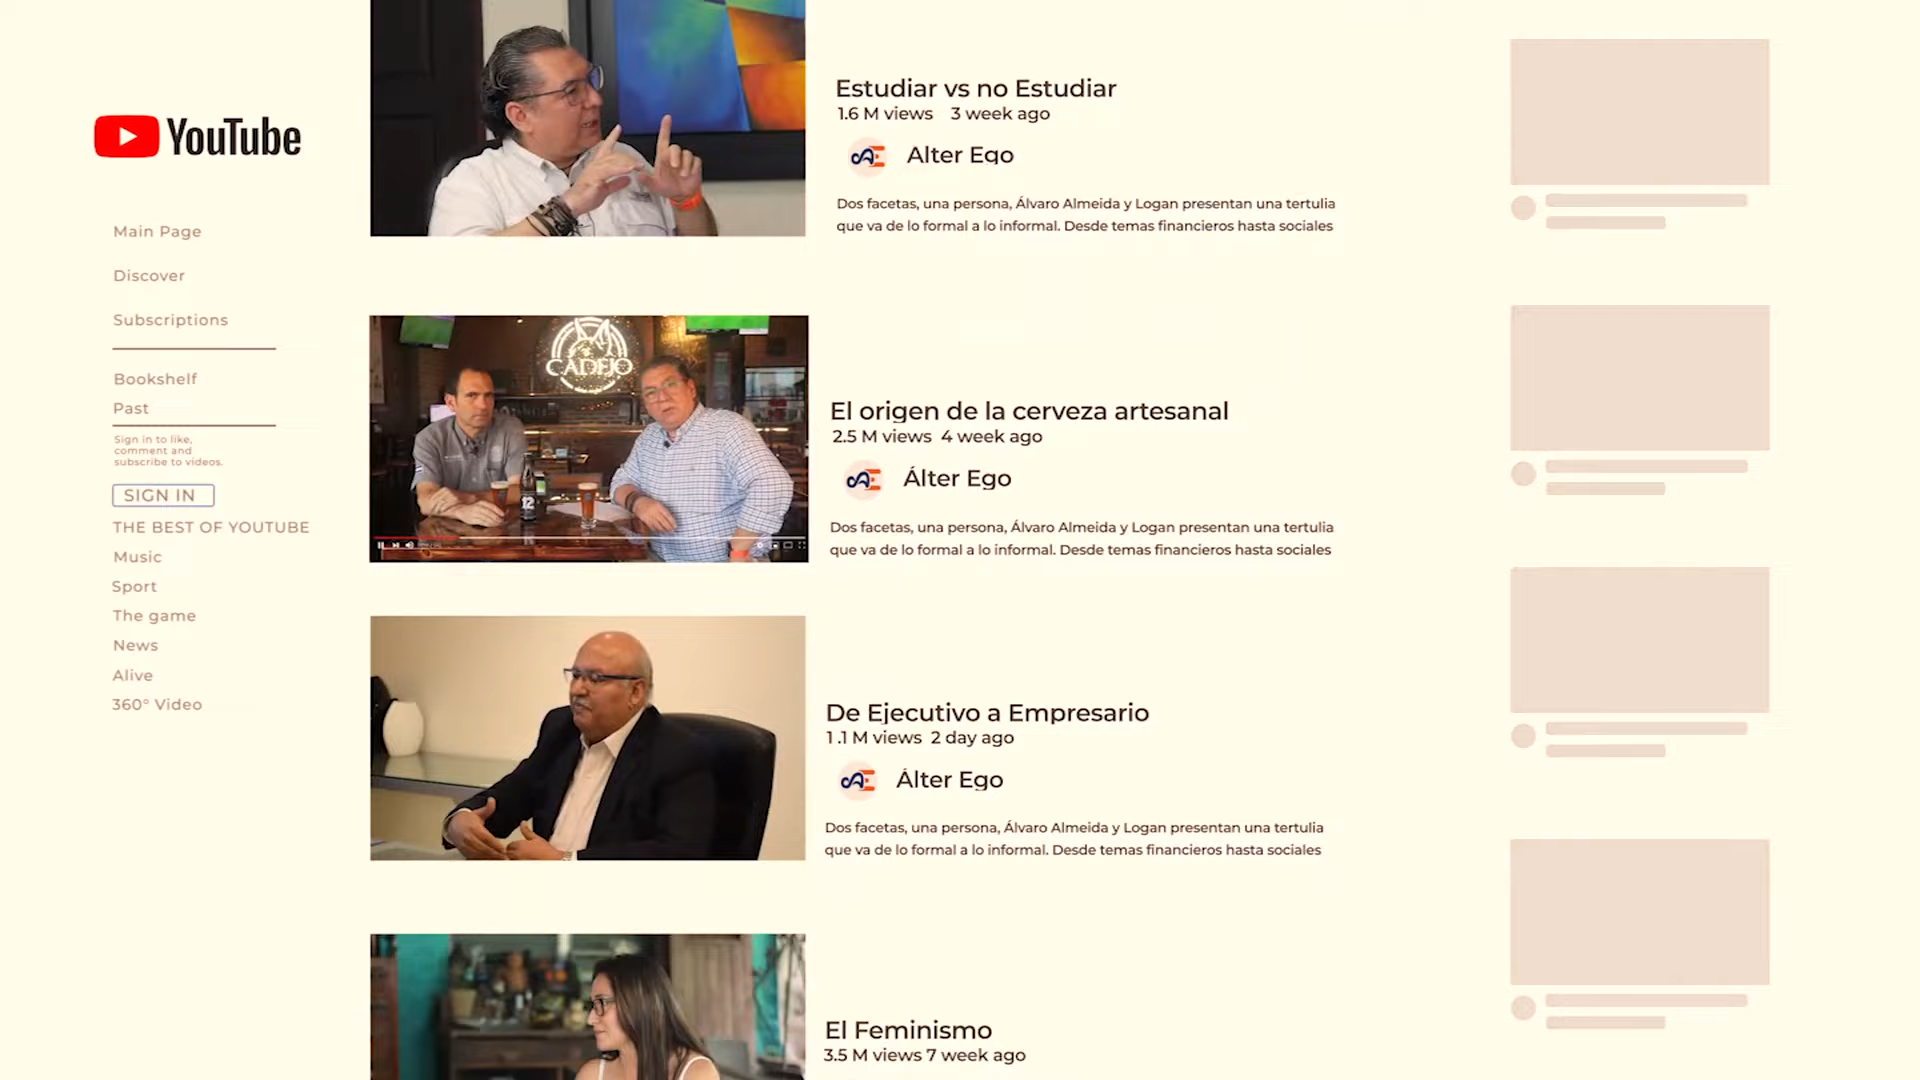 YouTube
Main Page
Discover
Subscriptions
Bookshelf
Past
Sign in to like,
comment and
subscribe to videos.
SIGN IN
THE BEST OF YOUTUBE
Music
Sport
The game
News
Alive
360° Video
Estudiar vs no Estudiar
1.6 M views 3 week ago
Alter Ego
Dos facetas, una persona, Álvaro Almeida y Logan presentan una tertulia
que va de lo formal a lo informal. Desde temas financieros hasta sociales
CADEJO
12
El origen de la cerveza artesanal
2.5 M views 4 week ago
Álter Ego
Dos facetas, una persona, Álvaro Almeida y Logan presentan una tertulia
que va de lo formal a lo informal. Desde temas financieros hasta sociales
De Ejecutivo a Empresario
1.1 M views 2 day ago
Álter Ego
Dos facetas, una persona, Álvaro Almeida y Logan presentan una tertulia
que va de lo formal a lo informal. Desde temas financieros hasta sociales
El Feminismo
3.5 M views 7 week ago